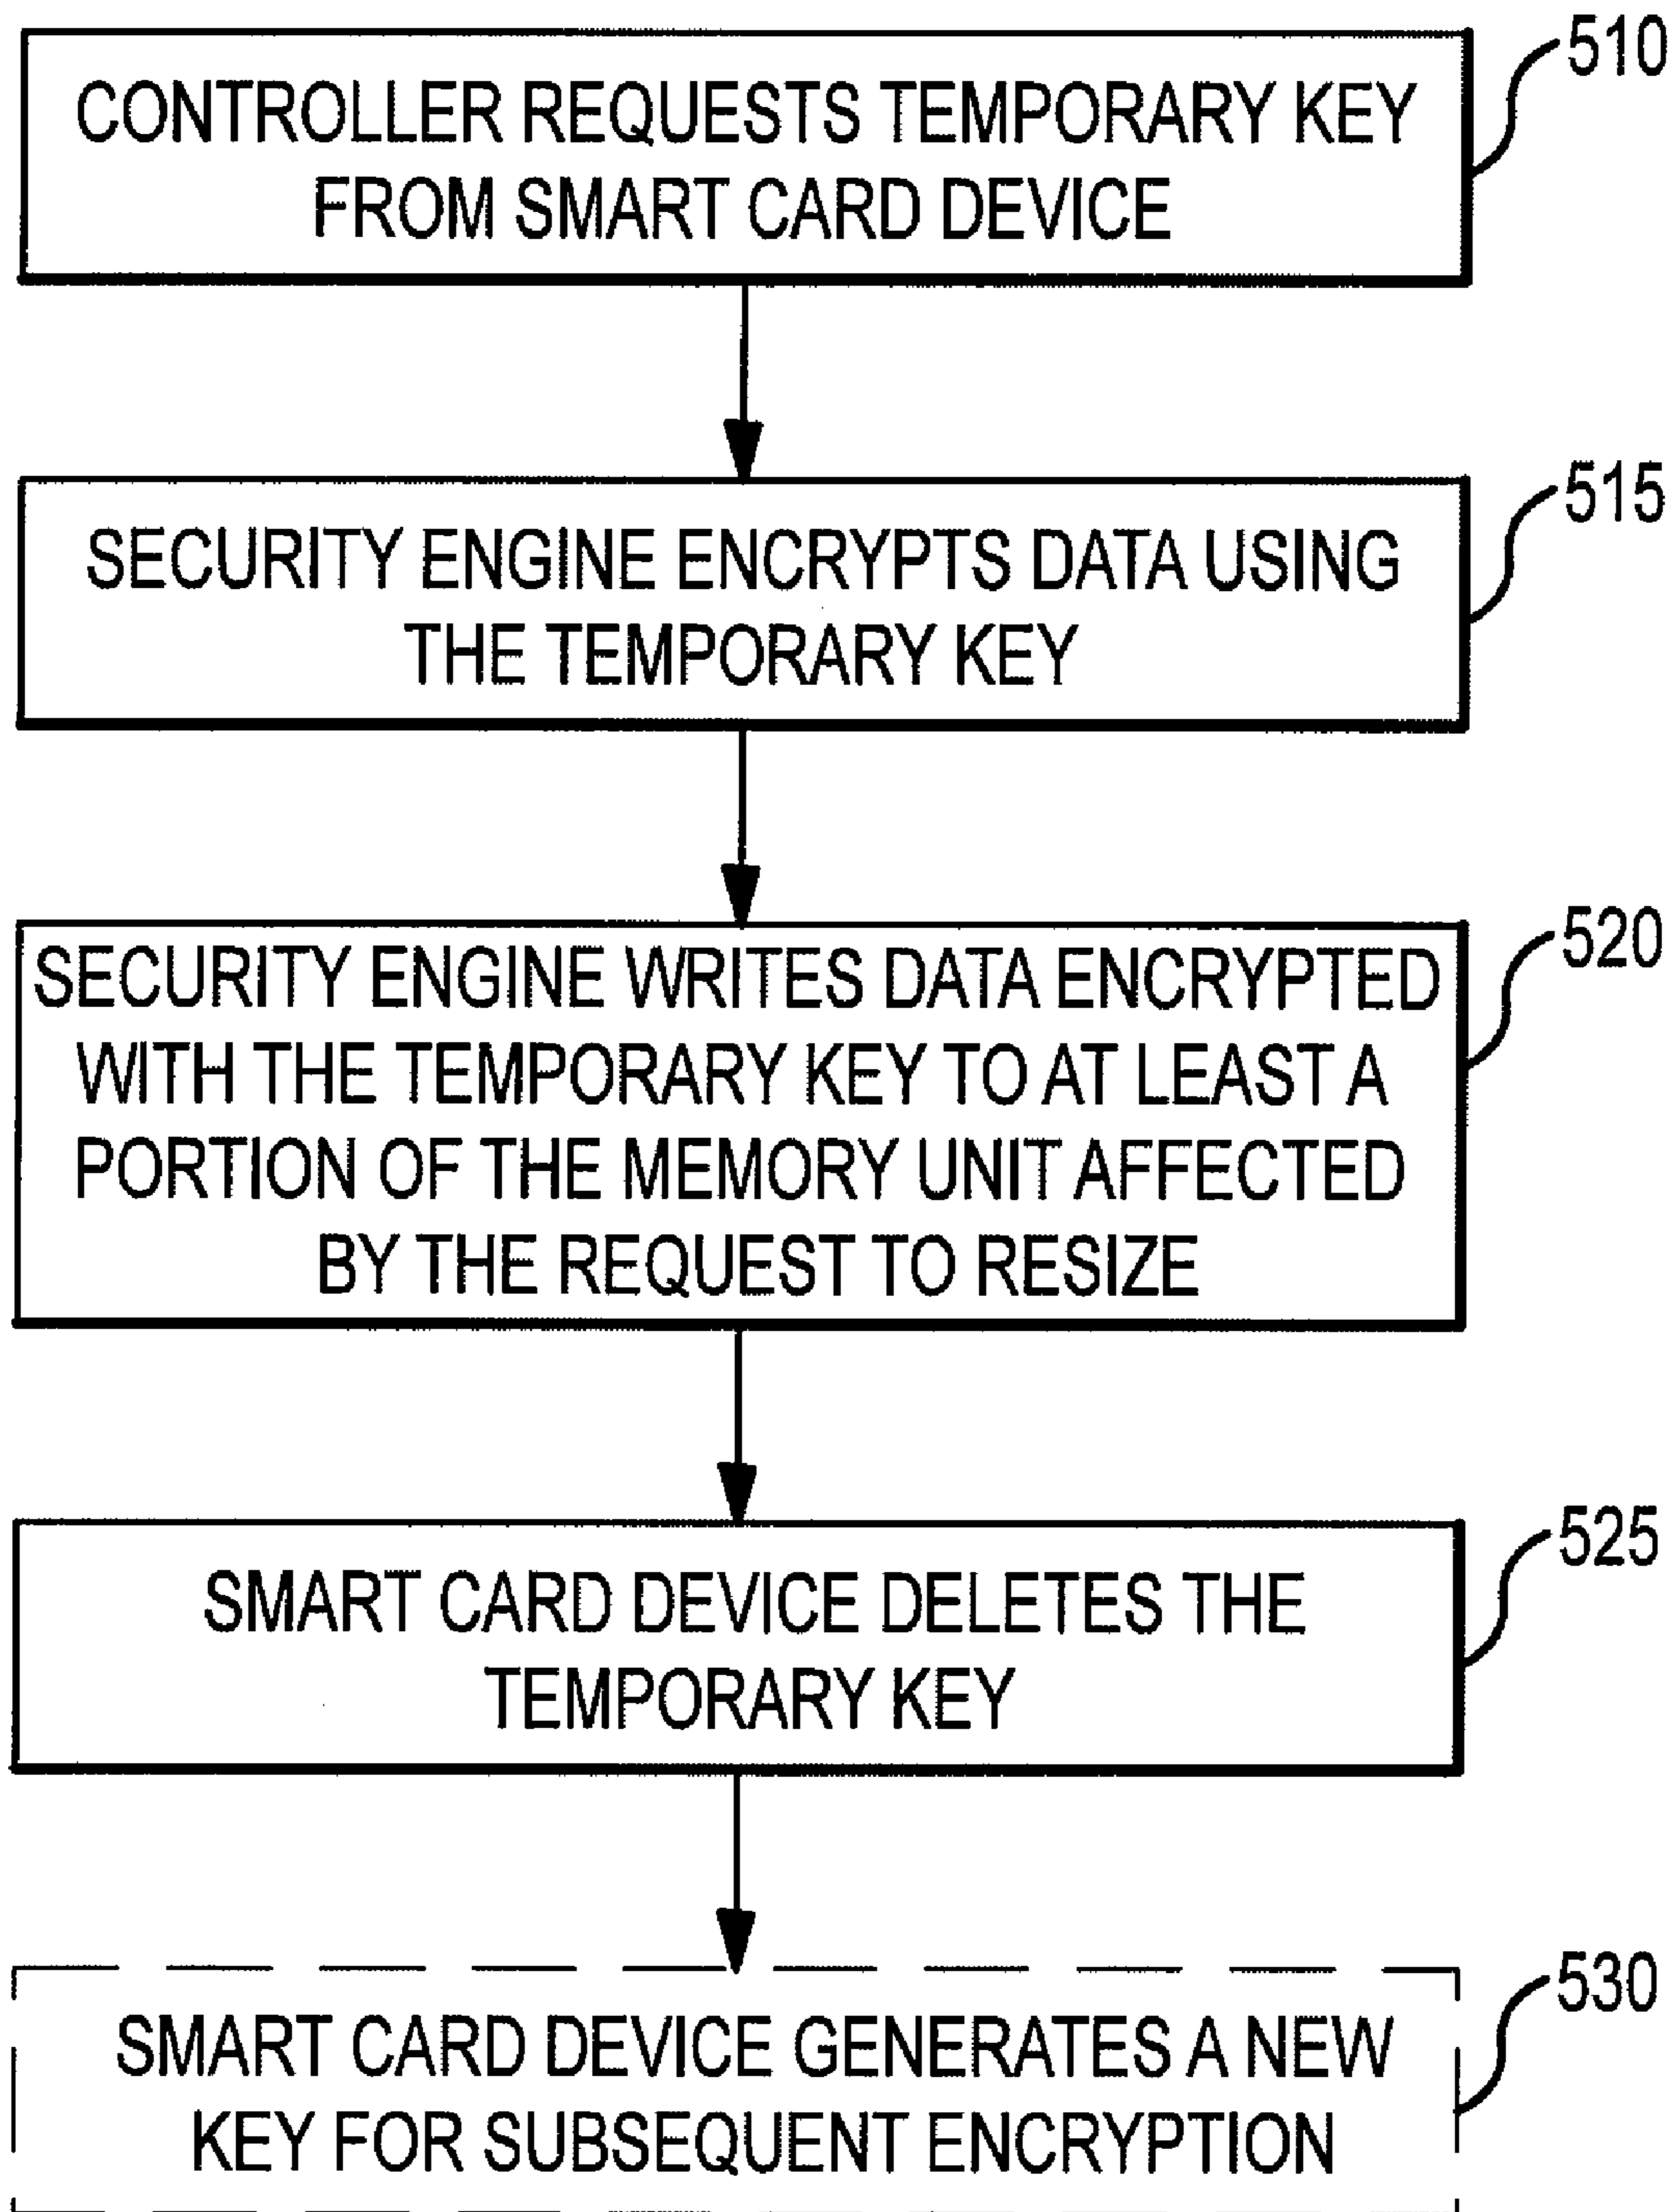 510
CONTROLLER REQUESTS TEMPORARY KEY
FROM SMART CARD DEVICE
515
SECURITY ENGINE ENCRYPTS DATA USING
THE TEMPORARY KEY
520
SECURITY ENGINE WRITES DATA ENCRYPTED
WITH THE TEMPORARY KEY TO AT LEAST A
PORTION OF THE MEMORY UNIT AFFECTED
BY THE REQUEST TO RESIZE
525
SMART CARD DEVICE DELETES THE
TEMPORARY KEY
530
SMART CARD DEVICE GENERATES A NEW
KEY FOR SUBSEQUENT ENCRYPTION